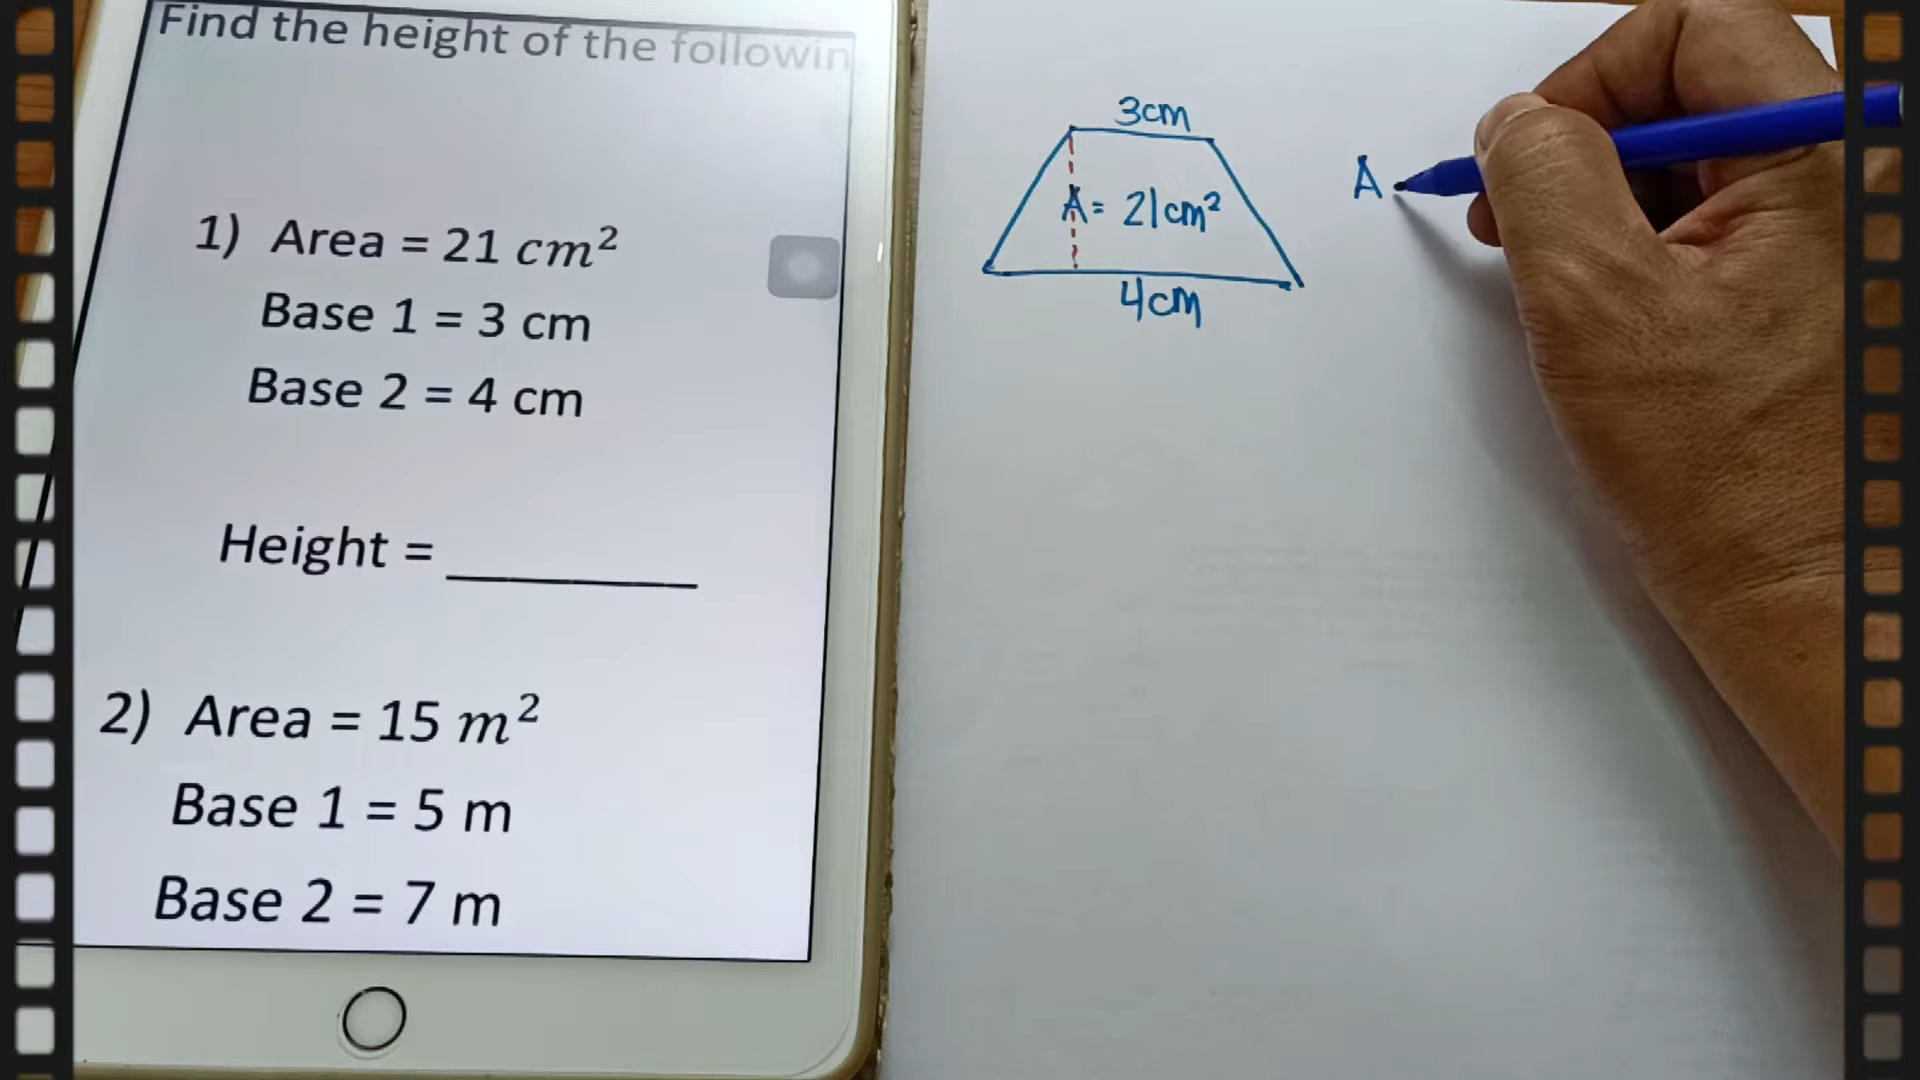 Find the height of the followin
1) Area = 21 cm²
Base 1 = 3 cm
Base 2 = 4 cm
Height = ________
2) Area = 15 m²
Base 1 = 5 m
Base 2 = 7 m
3cm
A = 21cm²
4cm
A